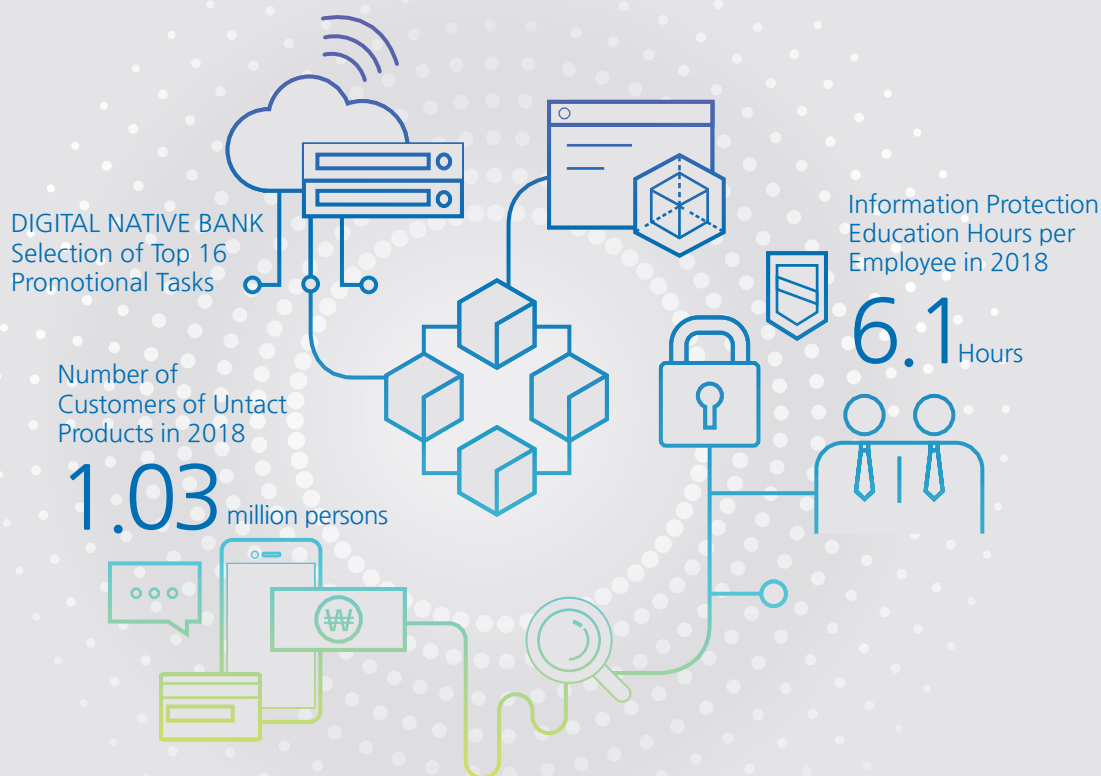 DIGITAL NATIVE BANK
Selection of Top 16
Promotional Tasks
Information Protection
Education Hours per
Employee in 2018
6.1 Hours
Number of
Customers of Untact
Products in 2018
1.03 million persons
₩